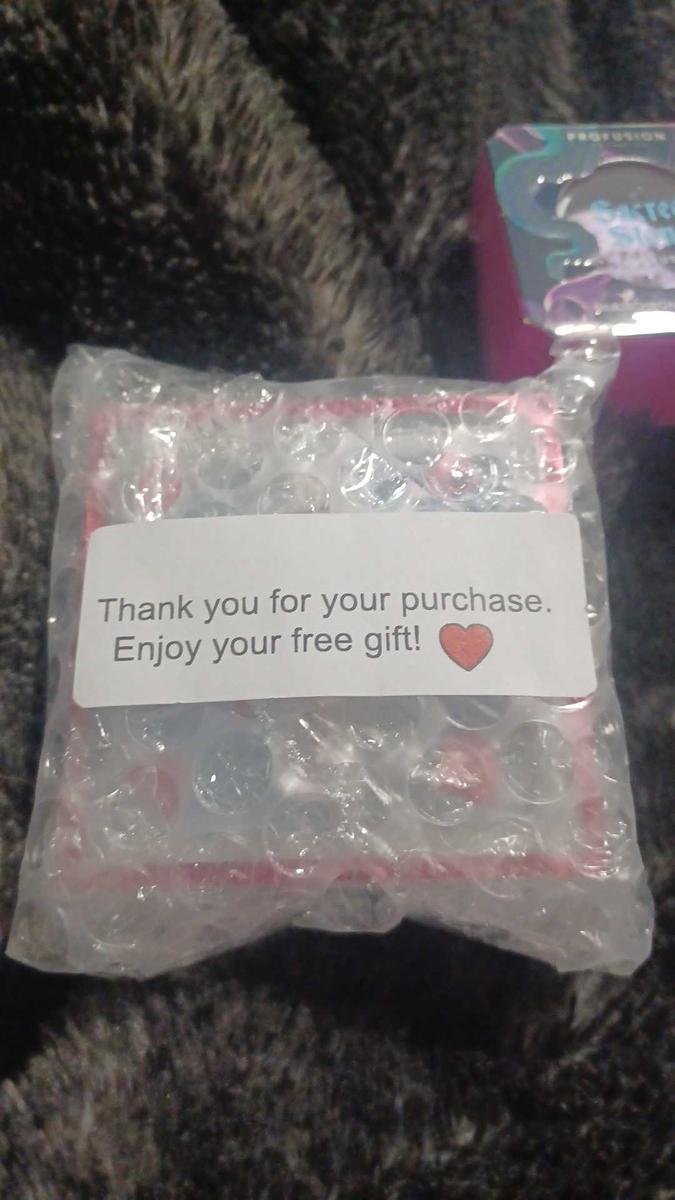 PROFUSION
Thank you for your purchase.
Enjoy your free gift!